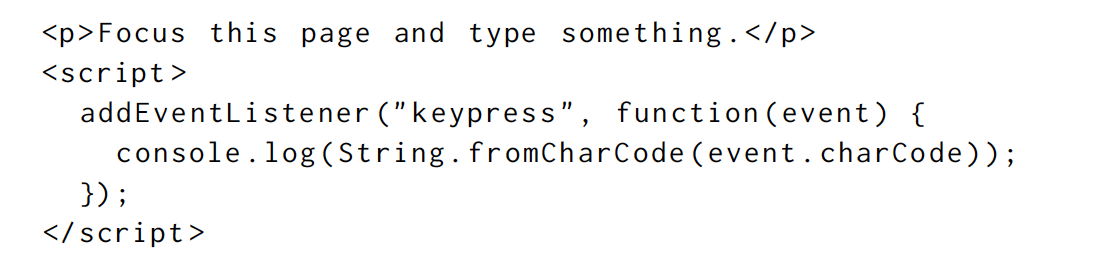 <p>Focus this page and type something.</p>
<script>
  addEventListener("keypress", function(event) {
    console.log(String.fromCharCode(event.charCode));
  });
</script>